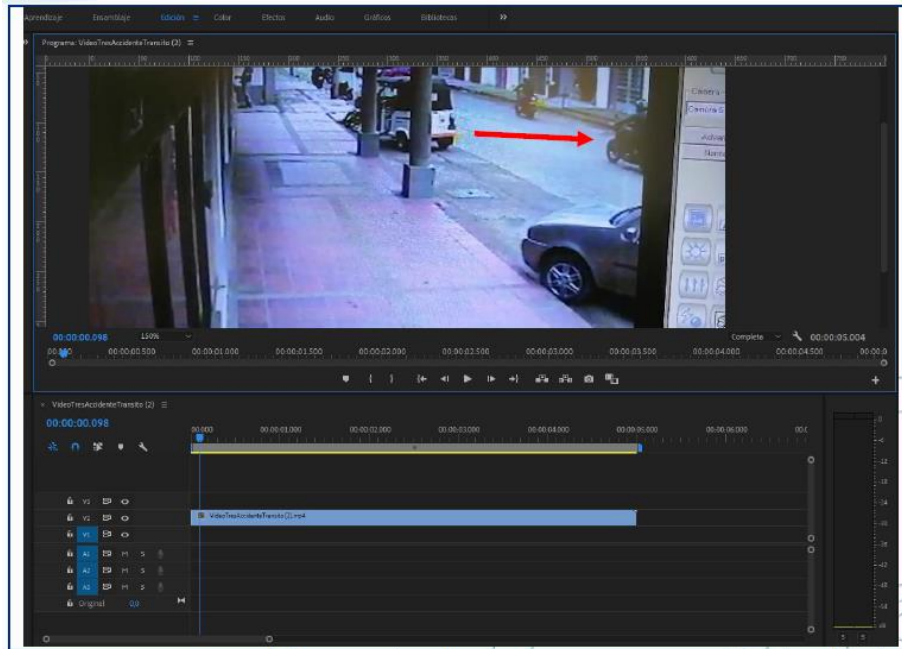 Aprendizaje Ensamblaje Edición Color Efectos Audio Gráficos Bibliotecas
Programa: VideoTresAccidenteTransito (2)
Camera
Camera S
Advan
00:00:00.098 150% Completa 00:00:05.004
00:00:00.500 00:00:01.000 00:00:01.500 00:00:02.000 00:00:02.500 00:00:03.000 00:00:03.500 00:00:04.000 00:00:04.500
VideoTresAccidenteTransito (2)
00:00:00.098
00:00:01.000 00:00:02.000 00:00:03.000 00:00:04.000 00:00:05.000 00:00:06.000
V3
V2 VideoTresAccidenteTransito (2).mp4
V1
A1 M S
A2 M S
A3 M S
Original 0,0
S S